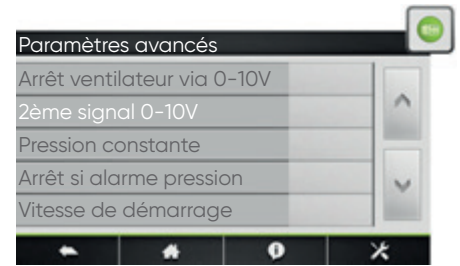 Paramètres avancés
Arrêt ventilateur via 0-10V
2ème signal 0-10V
Pression constante
Arrêt si alarme pression
Vitesse de démarrage